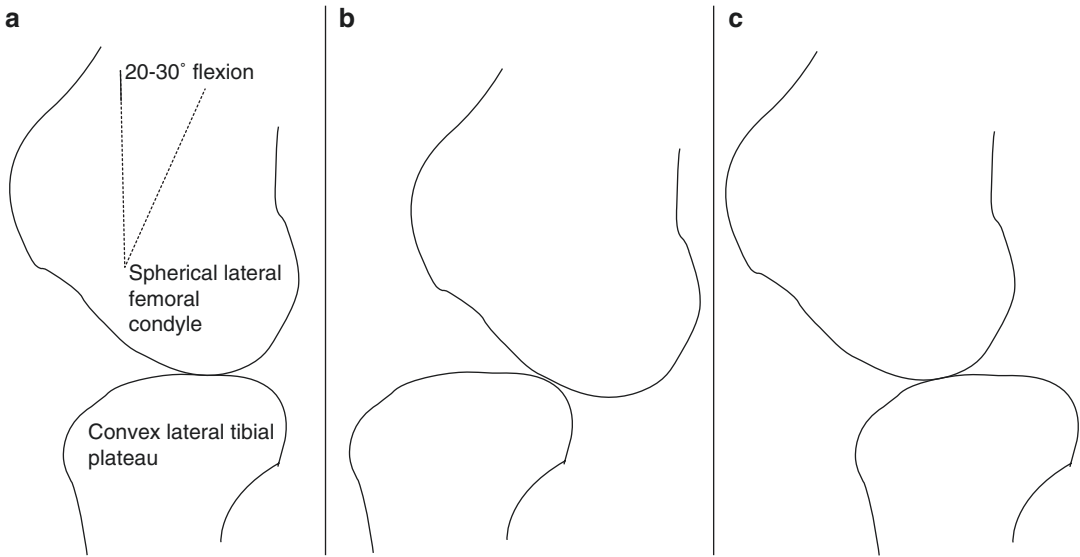 a
20-30˚ flexion
Spherical lateral
femoral
condyle
Convex lateral tibial
plateau
b
c